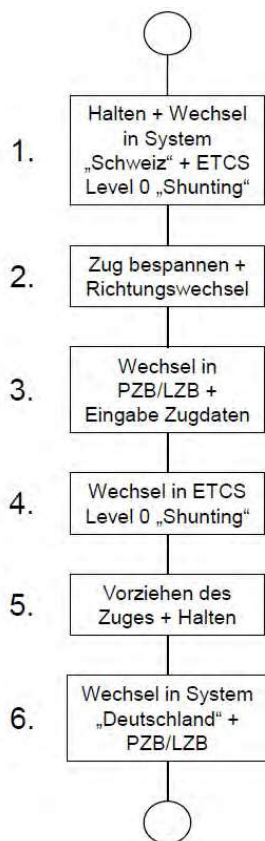 1.
Halten + Wechsel
in System
„Schweiz“ + ETCS
Level 0 „Shunting“
2.
Zug bespannen +
Richtungswechsel
3.
Wechsel in
PZB/LZB +
Eingabe Zugdaten
4.
Wechsel in ETCS
Level 0 „Shunting“
5.
Vorziehen des
Zuges + Halten
6.
Wechsel in System
„Deutschland“ +
PZB/LZB